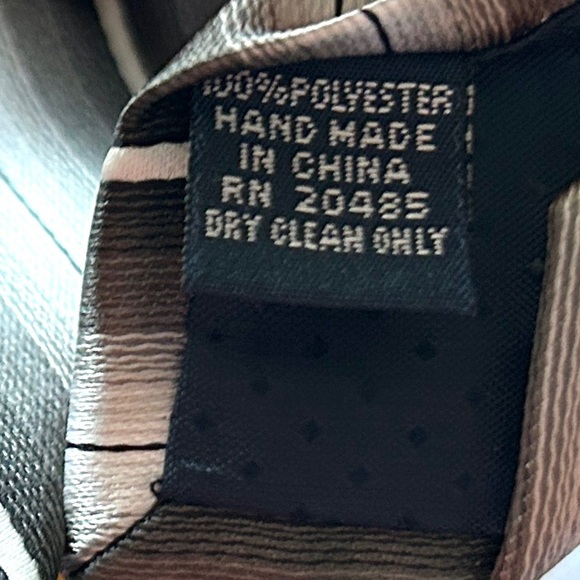 100% POLYESTER
HAND MADE
IN CHINA
RN 20485
DRY CLEAN ONLY